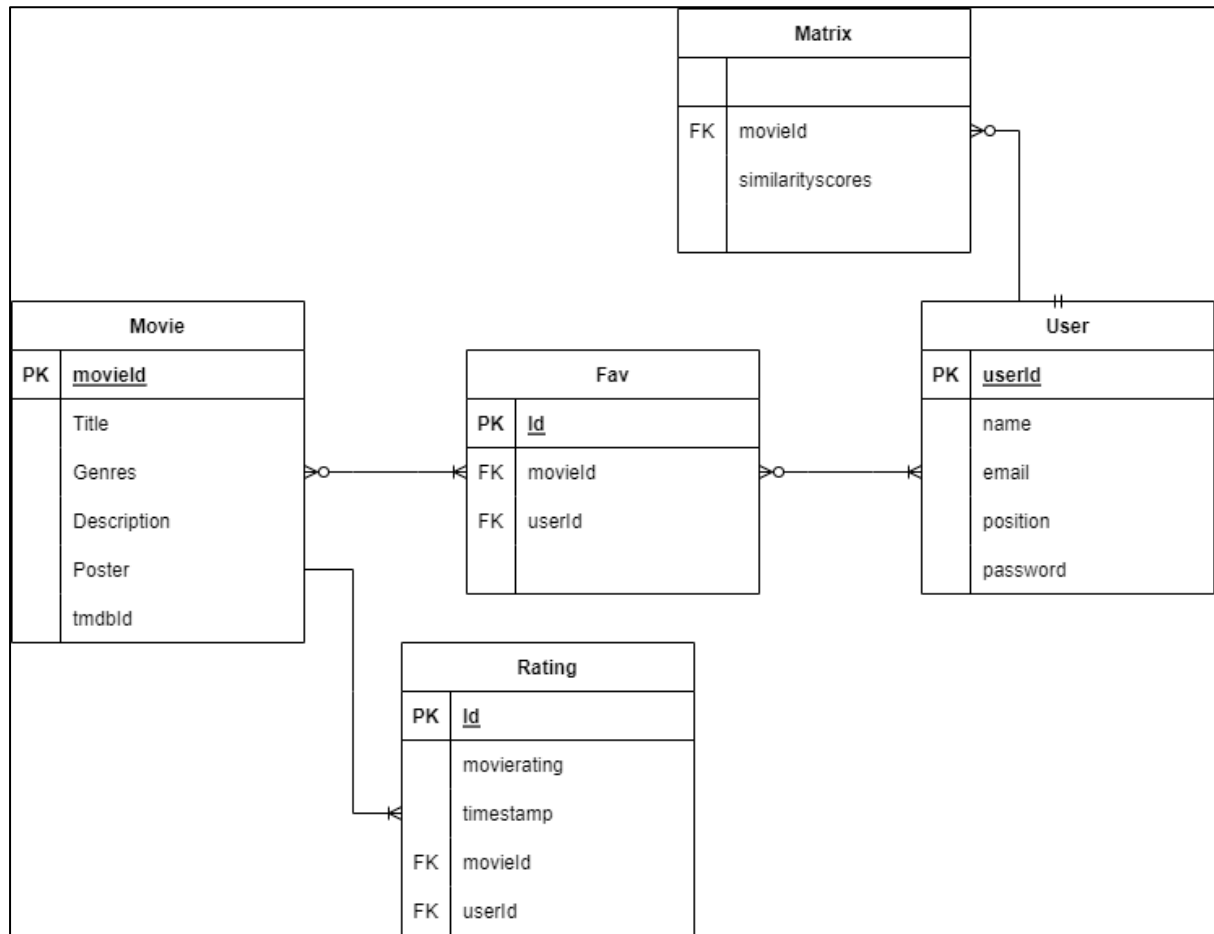 Matrix
FK movieId
similarityscores
Movie
PK movieId
Title
Genres
Description
Poster
tmdbId
Fav
PK Id
FK movieId
FK userId
User
PK userId
name
email
position
password
Rating
PK Id
movierating
timestamp
FK movieId
FK userId